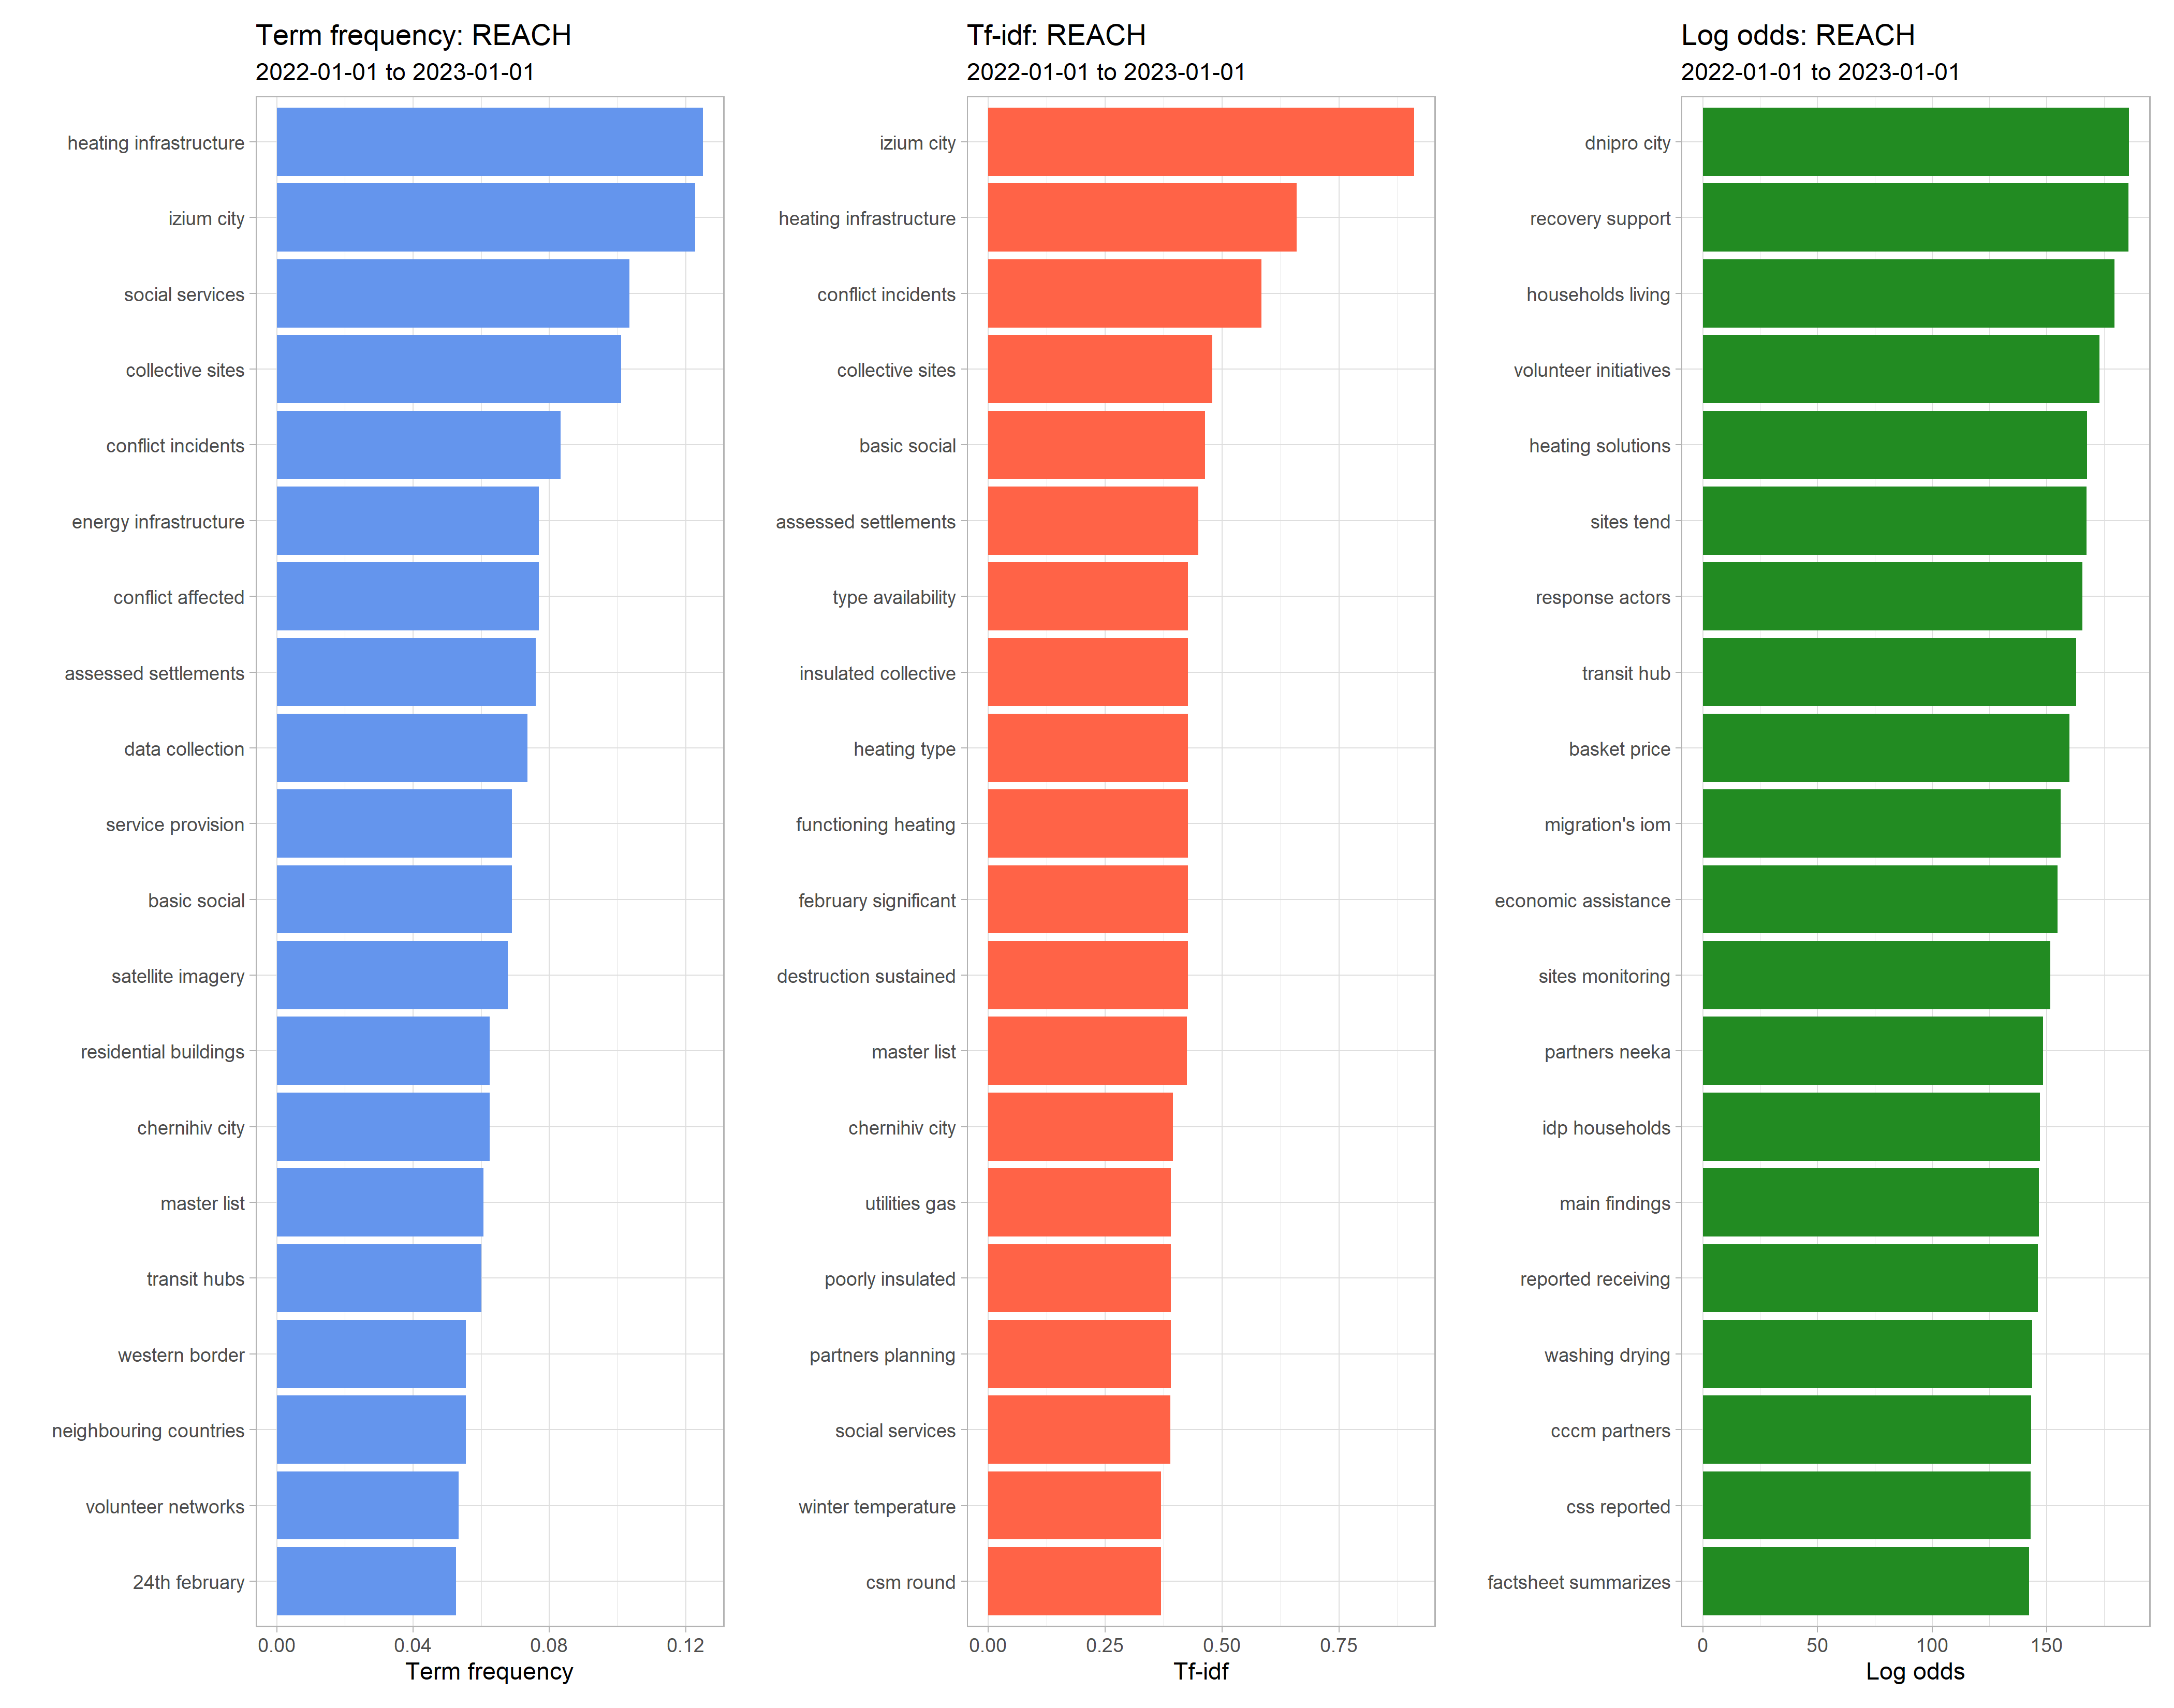 Term frequency: REACH
2022-01-01 to 2023-01-01
heating infrastructure
izium city
social services
collective sites
conflict incidents
energy infrastructure
conflict affected
assessed settlements
data collection
service provision
basic social
satellite imagery
residential buildings
chernihiv city
master list
transit hubs
western border
neighbouring countries
volunteer networks
24th february
0.00 0.04 0.08 0.12
Term frequency
Tf-idf: REACH
2022-01-01 to 2023-01-01
izium city
heating infrastructure
conflict incidents
collective sites
basic social
assessed settlements
type availability
insulated collective
heating type
functioning heating
february significant
destruction sustained
master list
chernihiv city
utilities gas
poorly insulated
partners planning
social services
winter temperature
csm round
0.00 0.25 0.50 0.75
Tf-idf
Log odds: REACH
2022-01-01 to 2023-01-01
dnipro city
recovery support
households living
volunteer initiatives
heating solutions
sites tend
response actors
transit hub
basket price
migration's iom
economic assistance
sites monitoring
partners neeka
idp households
main findings
reported receiving
washing drying
cccm partners
css reported
factsheet summarizes
0 50 100 150
Log odds